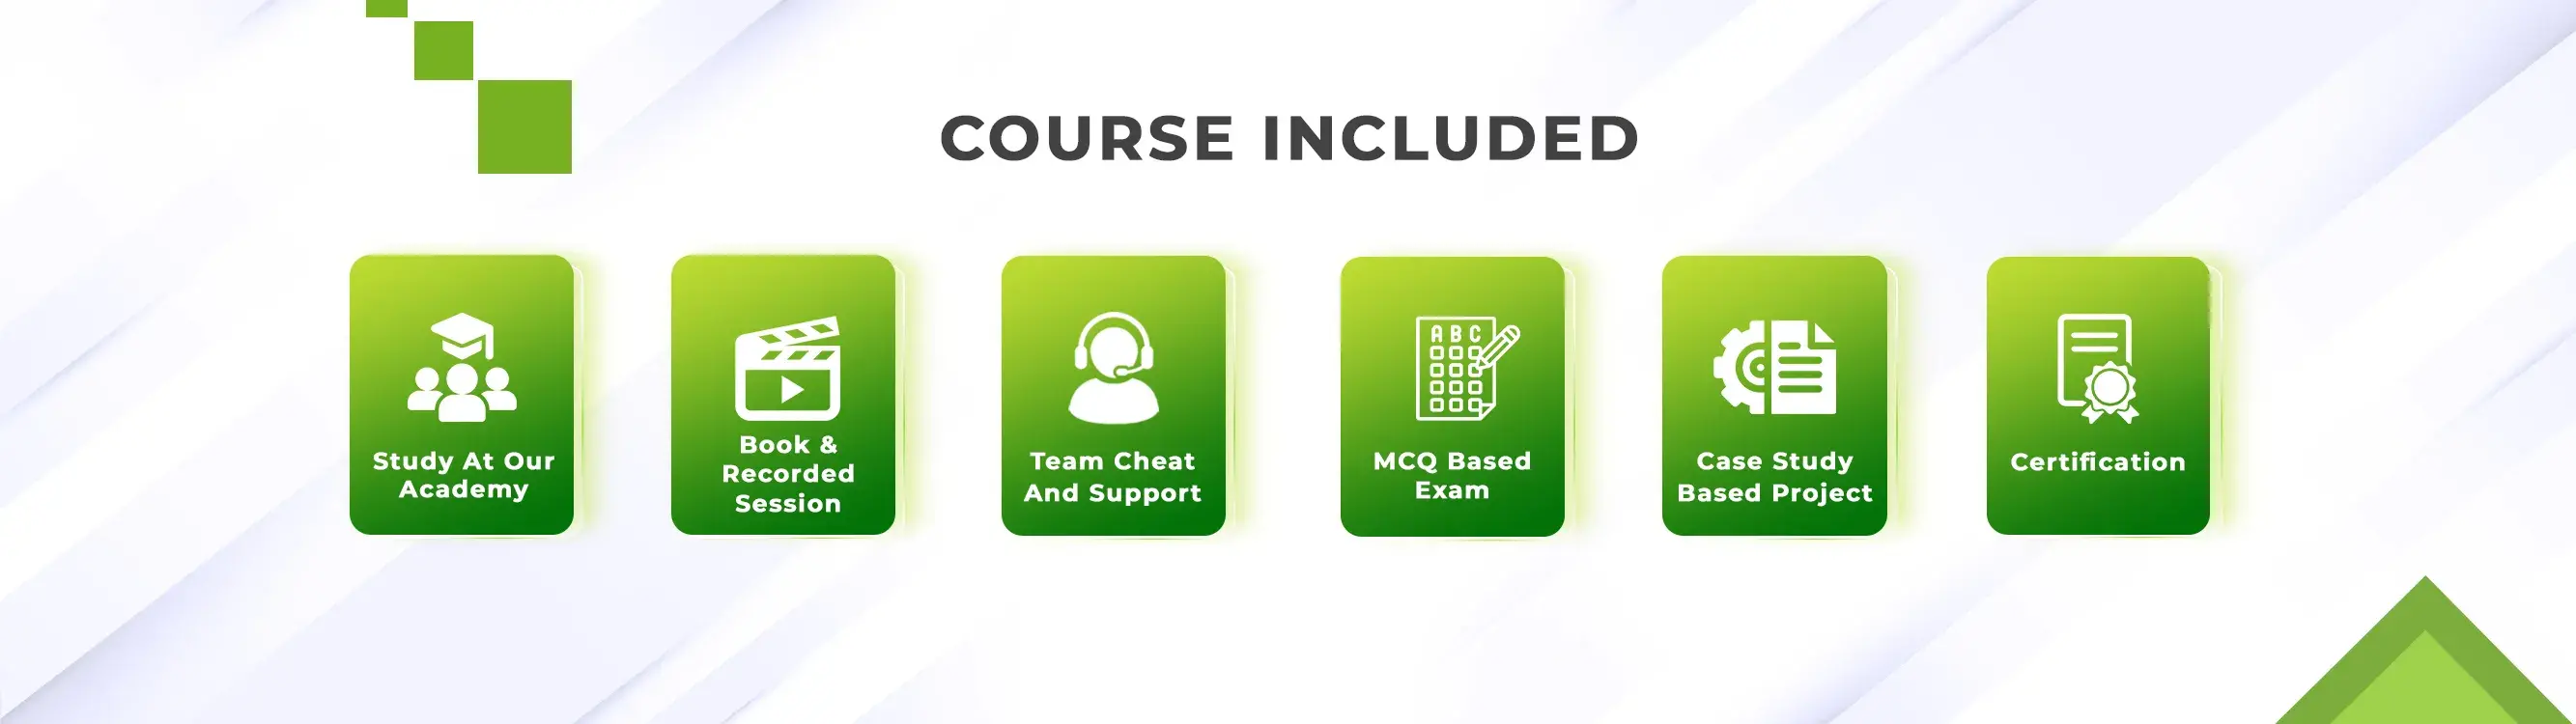 COURSE INCLUDED
Study At Our
Academy
Book &
Recorded
Session
Team Cheat
And Support
A B C
MCQ Based
Exam
Case Study
Based Project
Certification